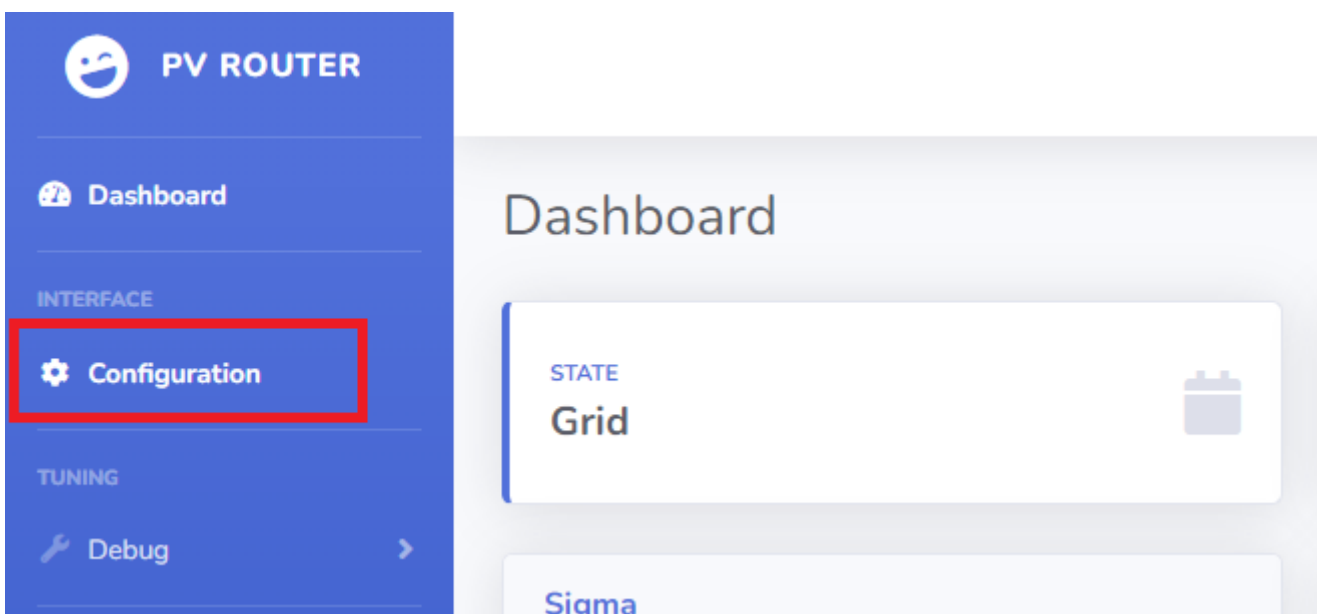 PV ROUTER
Dashboard
INTERFACE
Configuration
TUNING
Debug
Dashboard
STATE
Grid
Sigma